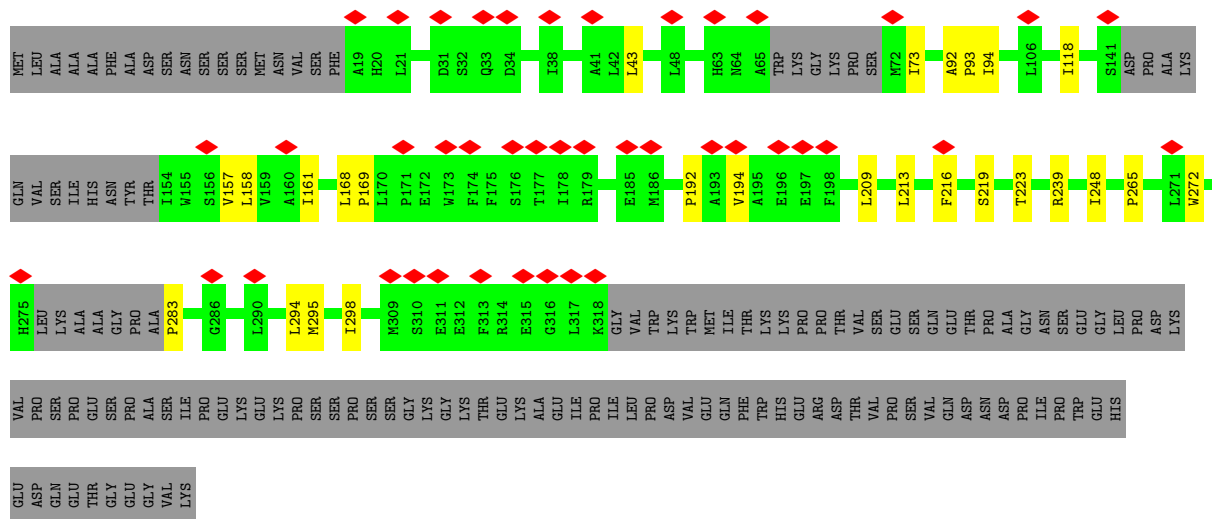 MET LEU ALA ALA ALA PHE ALA ASP SER ASN SER SER SER MET ASN VAL SER PHE A19 H20 L21 D31 S32 Q33 D34 I38 A41 L42 L43 L48 H63 N64 A65 TRP LYS GLY LYS PRO SER M72 I73 A92 P93 I94 L106 I118 S141 ASP PRO ALA LYS
GLN VAL SER ILE HIS ASN TYR THR I154 W155 S156 V157 L158 V159 A160 I161 L168 P169 L170 P171 E172 W173 F174 F175 S176 T177 I178 R179 E185 M186 P192 A193 V194 A195 E196 E197 F198 L209 L213 F216 S219 T223 R239 I248 P265 L271 W272
H275 LEU LYS ALA ALA GLY PRO ALA P283 G286 L290 L294 M295 I298 M309 S310 E311 E312 F313 R314 E315 G316 L317 K318 GLY VAL TRP LYS TRP MET ILE THR LYS LYS PRO PRO THR VAL SER GLU SER GLN GLU THR PRO ALA GLY ASN SER GLU GLY LEU PRO ASP LYS
VAL PRO SER PRO GLU SER PRO ALA SER ILE PRO GLU LYS GLU LYS PRO SER SER PRO SER SER GLY LYS GLY LYS THR GLU LYS ALA GLU ILE PRO ILE LEU PRO ASP VAL GLU GLN PHE TRP HIS GLU ARG ASP THR VAL PRO SER VAL GLN ASP ASN ASP PRO ILE PRO TRP GLU HIS
GLU ASP GLN GLU THR GLY GLU GLY VAL LYS